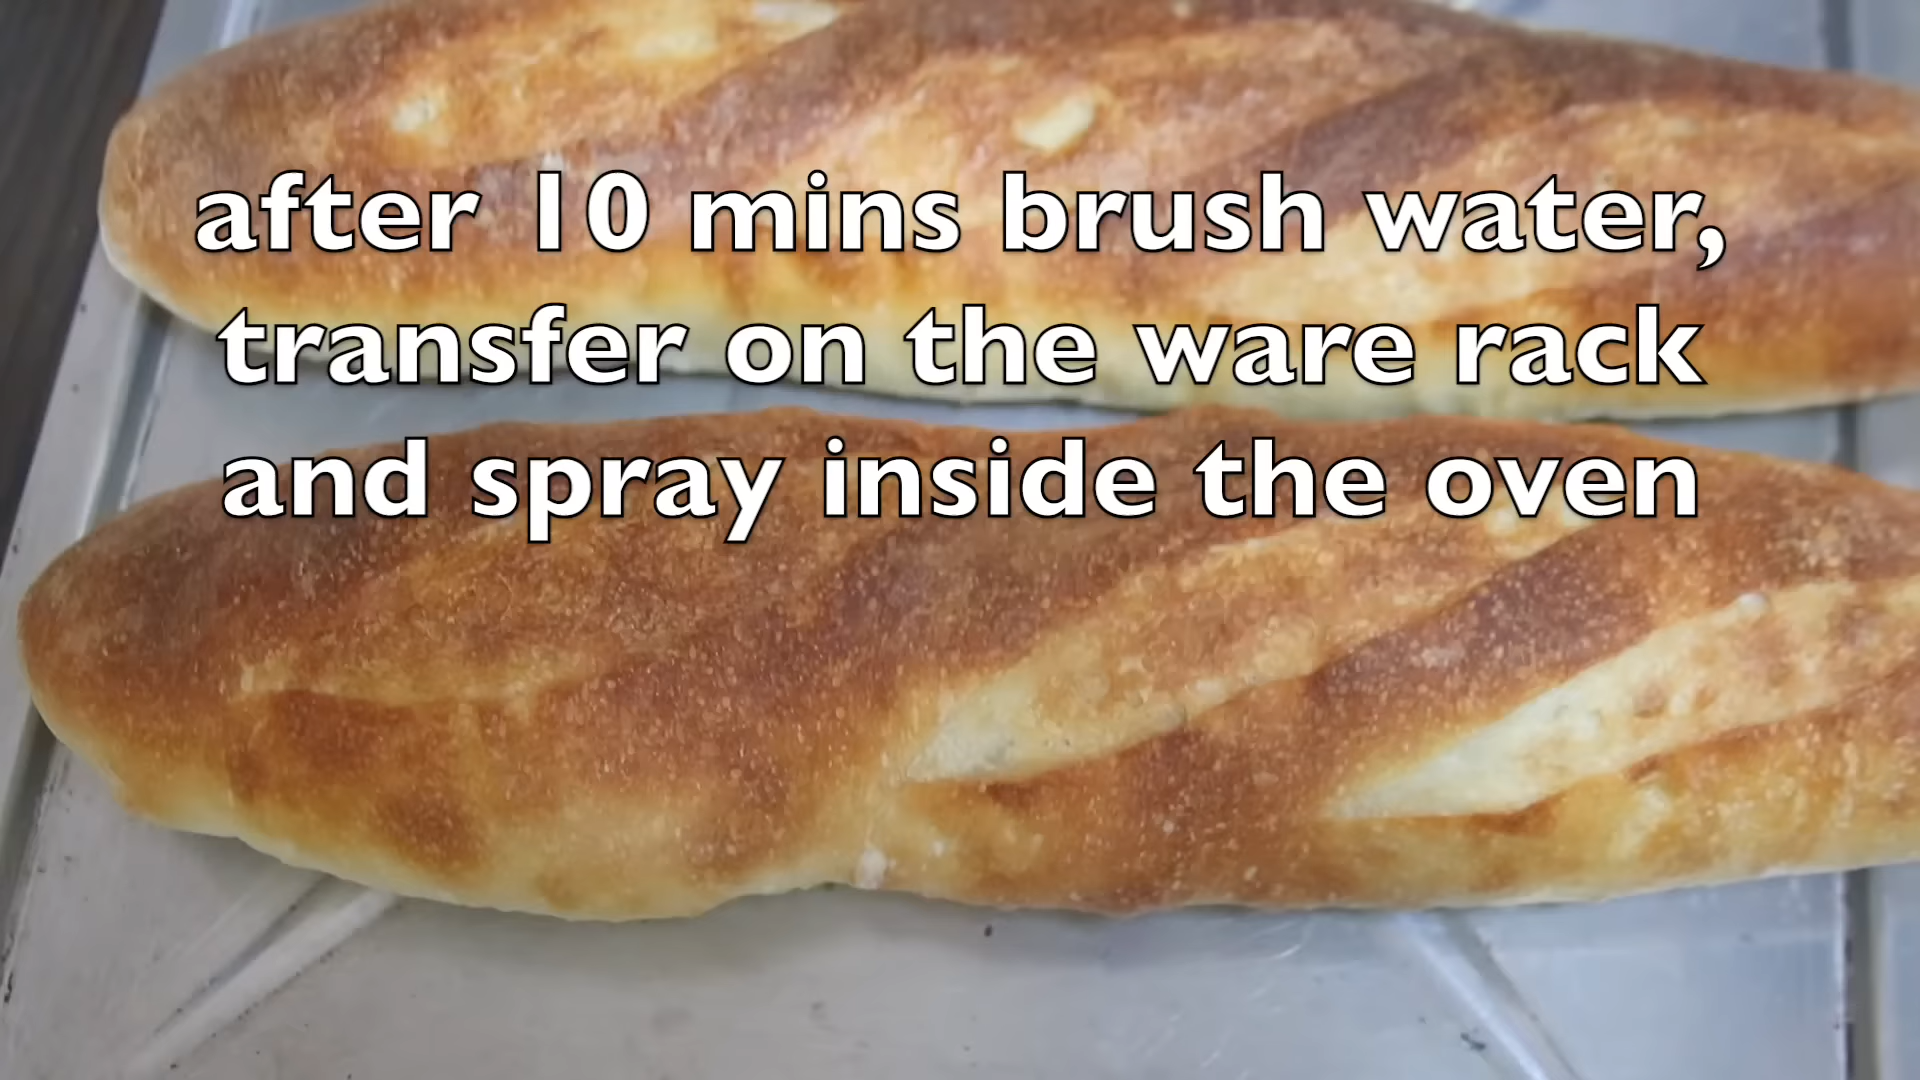 after 10 mins brush water,
transfer on the ware rack
and spray inside the oven